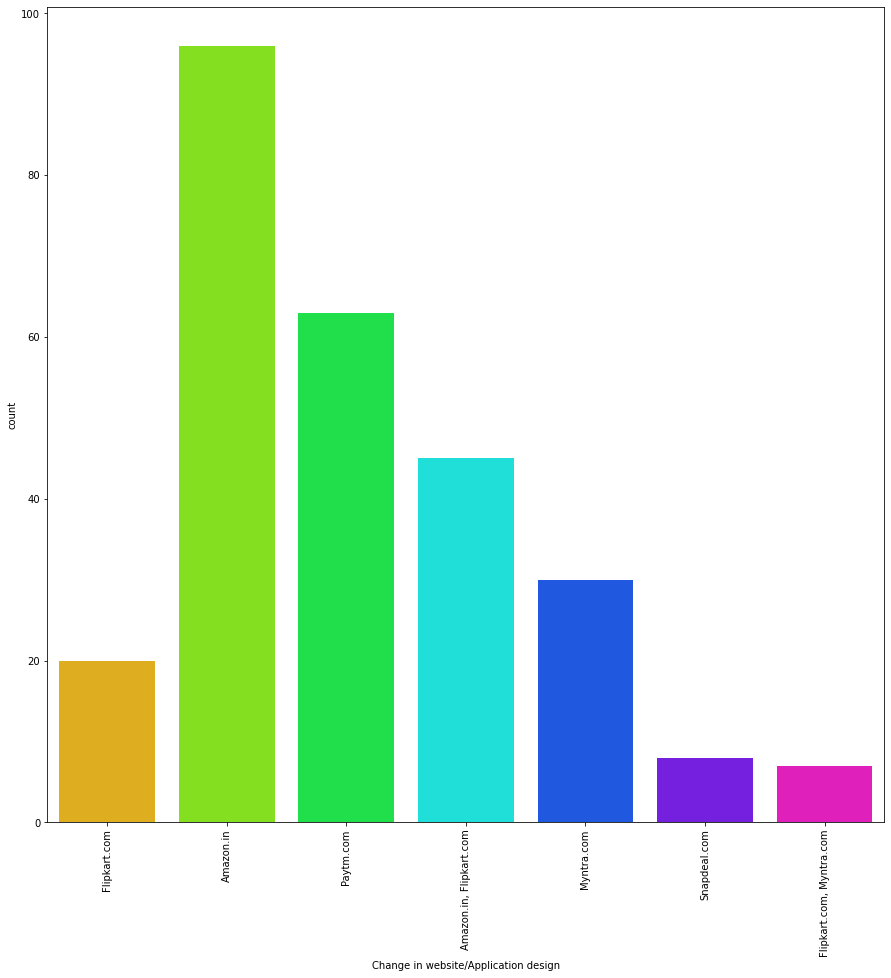 100
80
60
40
20
0
count
Flipkart.com
Amazon.in
Paytm.com
Amazon.in, Flipkart.com
Myntra.com
Snapdeal.com
Flipkart.com, Myntra.com
Change in website/Application design